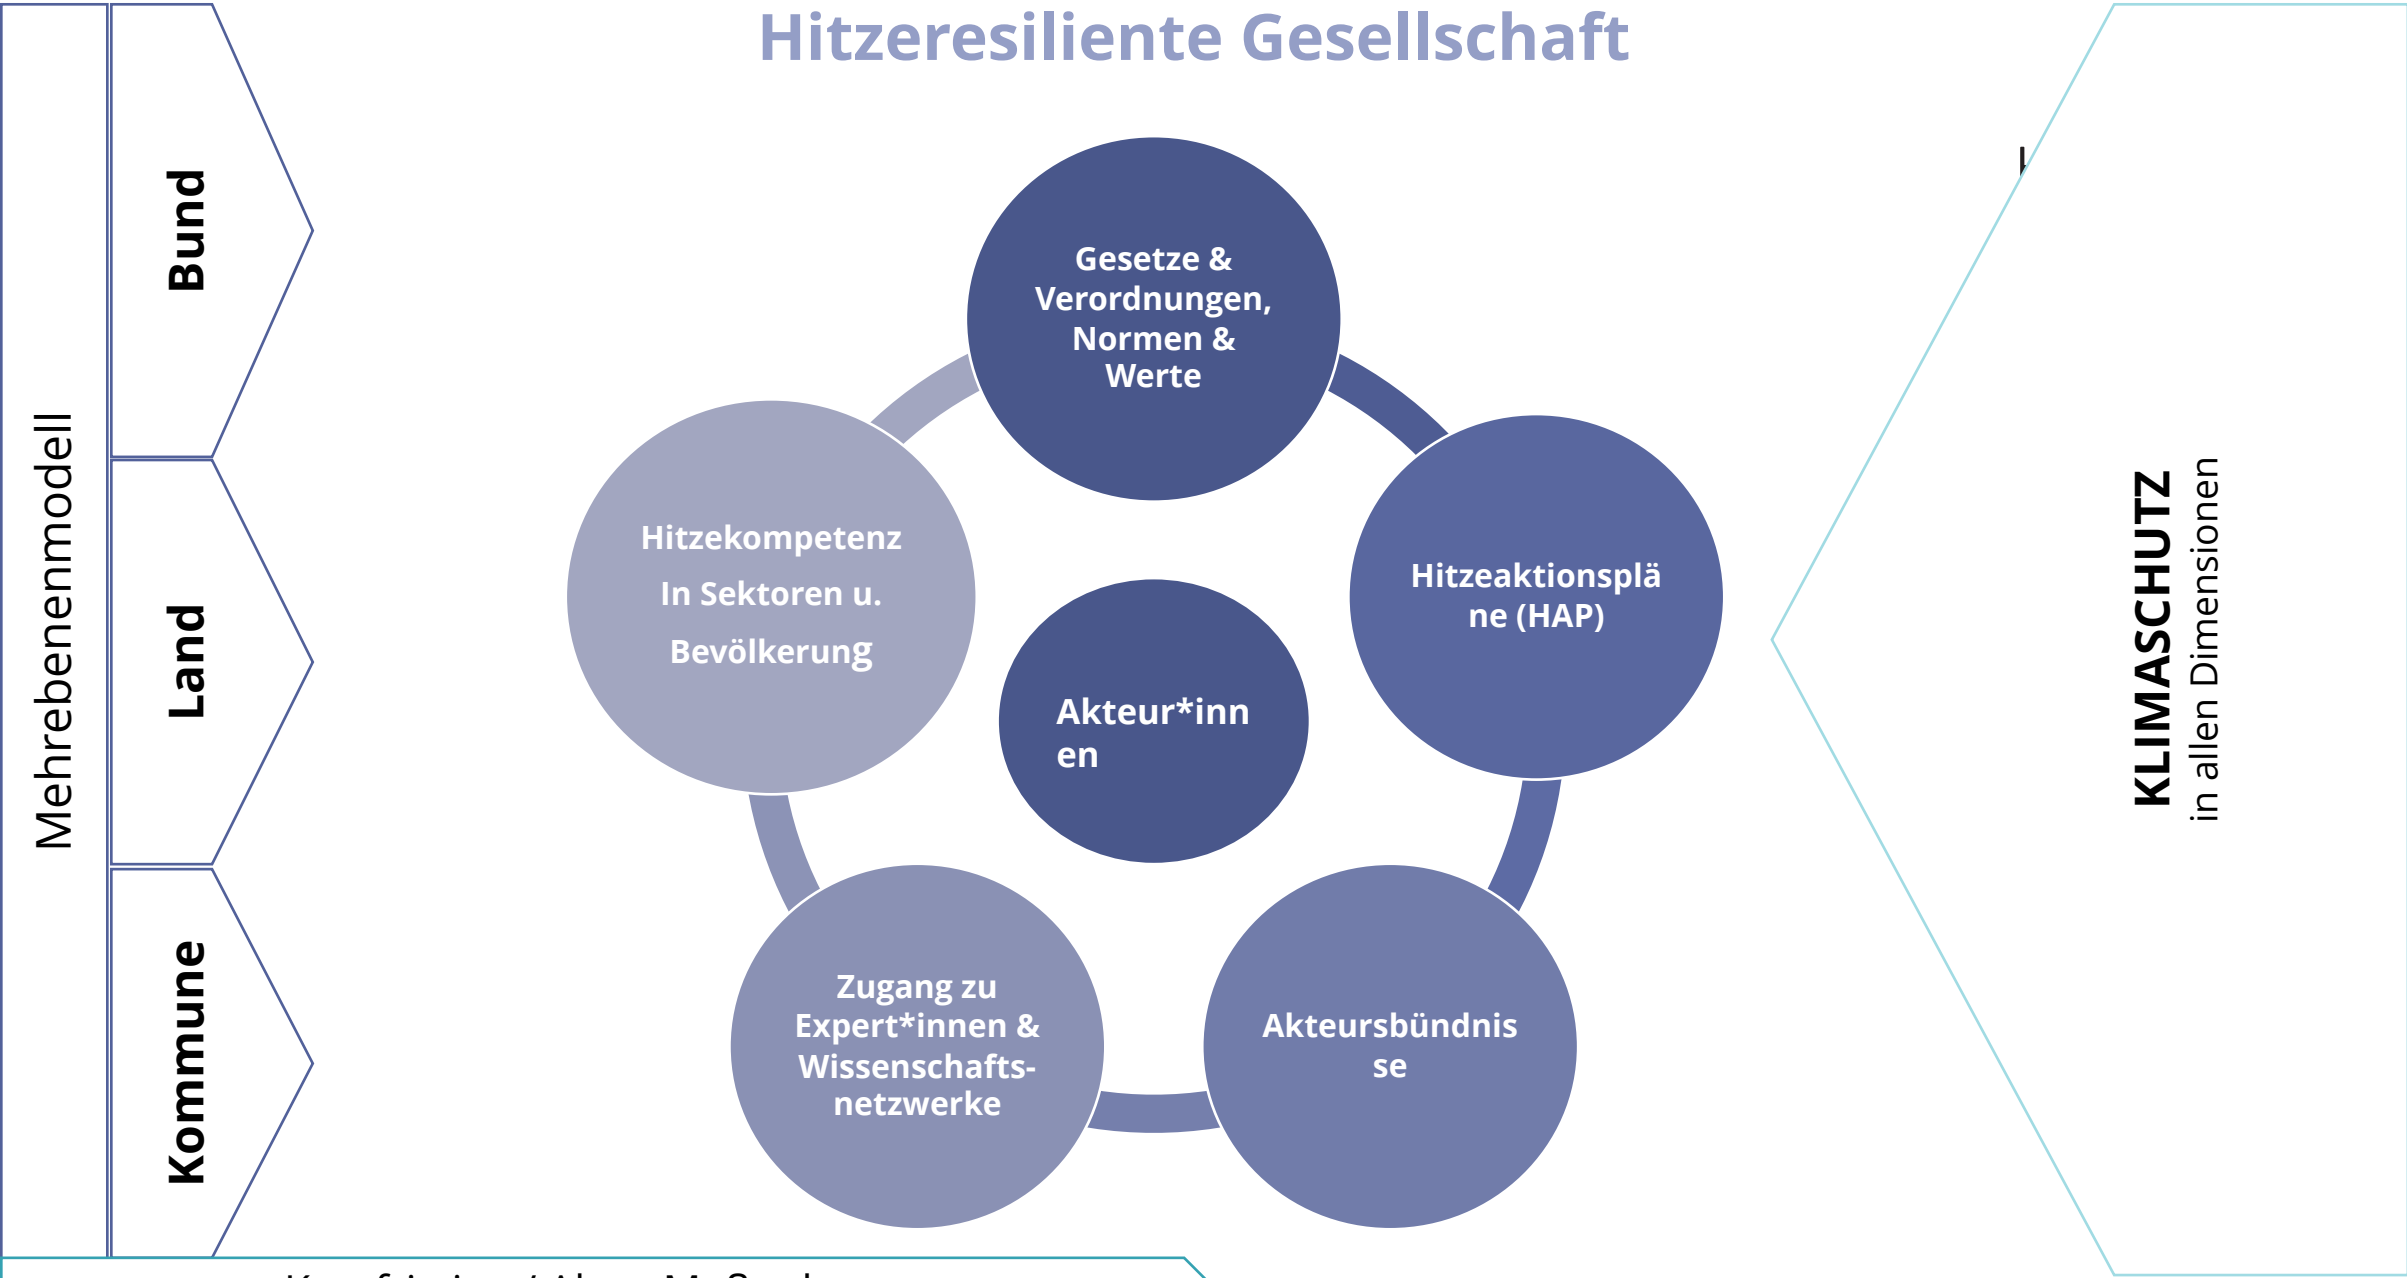 Hitzeresiliente Gesellschaft
Mehrebenenmodell
Bund
Land
Kommune
Gesetze &
Verordnungen,
Normen &
Werte
Hitzekompetenz
In Sektoren u.
Bevölkerung
Hitzeaktionsplä
ne (HAP)
Akteur*inn
en
Zugang zu
Expert*innen &
Wissenschafts-
netzwerke
Akteursbündnis
se
KLIMASCHUTZ
in allen Dimensionen